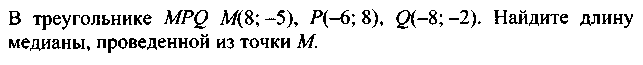 В треугольнике MPQ M(8; –5), P(–6; 8), Q(–8; –2). Найдите длину
медианы, проведенной из точки M.